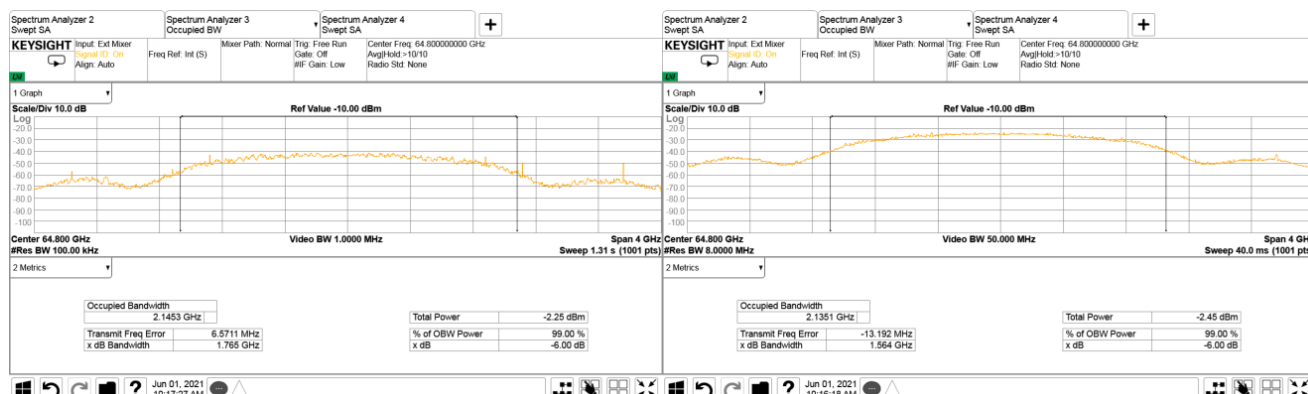 Spectrum Analyzer 2
Swept SA
Spectrum Analyzer 3
Occupied BW
Spectrum Analyzer 4
Swept SA
KEYSIGHT
Input: Ext Mixer
Signal ID: On
Align: Auto
Freq Ref: Int (S)
Mixer Path: Normal
Trig: Free Run
Gate: Off
#IF Gain: Low
Center Freq: 64.800000000 GHz
Avg|Hold:>10/10
Radio Std: None
LXI
1 Graph
Scale/Div 10.0 dB
Ref Value -10.00 dBm
Log
-20.0
-30.0
-40.0
-50.0
-60.0
-70.0
-80.0
-90.0
-100
Center 64.800 GHz
Video BW 1.0000 MHz
Span 4 GHz
#Res BW 100.00 kHz
Sweep 1.31 s (1001 pts)
2 Metrics
Occupied Bandwidth
2.1453 GHz
Transmit Freq Error 6.5711 MHz
x dB Bandwidth 1.765 GHz
Total Power -2.25 dBm
% of OBW Power 99.00 %
x dB -6.00 dB
?
Jun 01, 2021
Spectrum Analyzer 2
Swept SA
Spectrum Analyzer 3
Occupied BW
Spectrum Analyzer 4
Swept SA
KEYSIGHT
Input: Ext Mixer
Signal ID: On
Align: Auto
Freq Ref: Int (S)
Mixer Path: Normal
Trig: Free Run
Gate: Off
#IF Gain: Low
Center Freq: 64.800000000 GHz
Avg|Hold:>10/10
Radio Std: None
LXI
1 Graph
Scale/Div 10.0 dB
Ref Value -10.00 dBm
Log
-20.0
-30.0
-40.0
-50.0
-60.0
-70.0
-80.0
-90.0
-100
Center 64.800 GHz
Video BW 50.000 MHz
Span 4 GHz
#Res BW 8.0000 MHz
Sweep 40.0 ms (1001 pts
2 Metrics
Occupied Bandwidth
2.1351 GHz
Transmit Freq Error -13.192 MHz
x dB Bandwidth 1.564 GHz
Total Power -2.45 dBm
% of OBW Power 99.00 %
x dB -6.00 dB
?
Jun 01, 2021